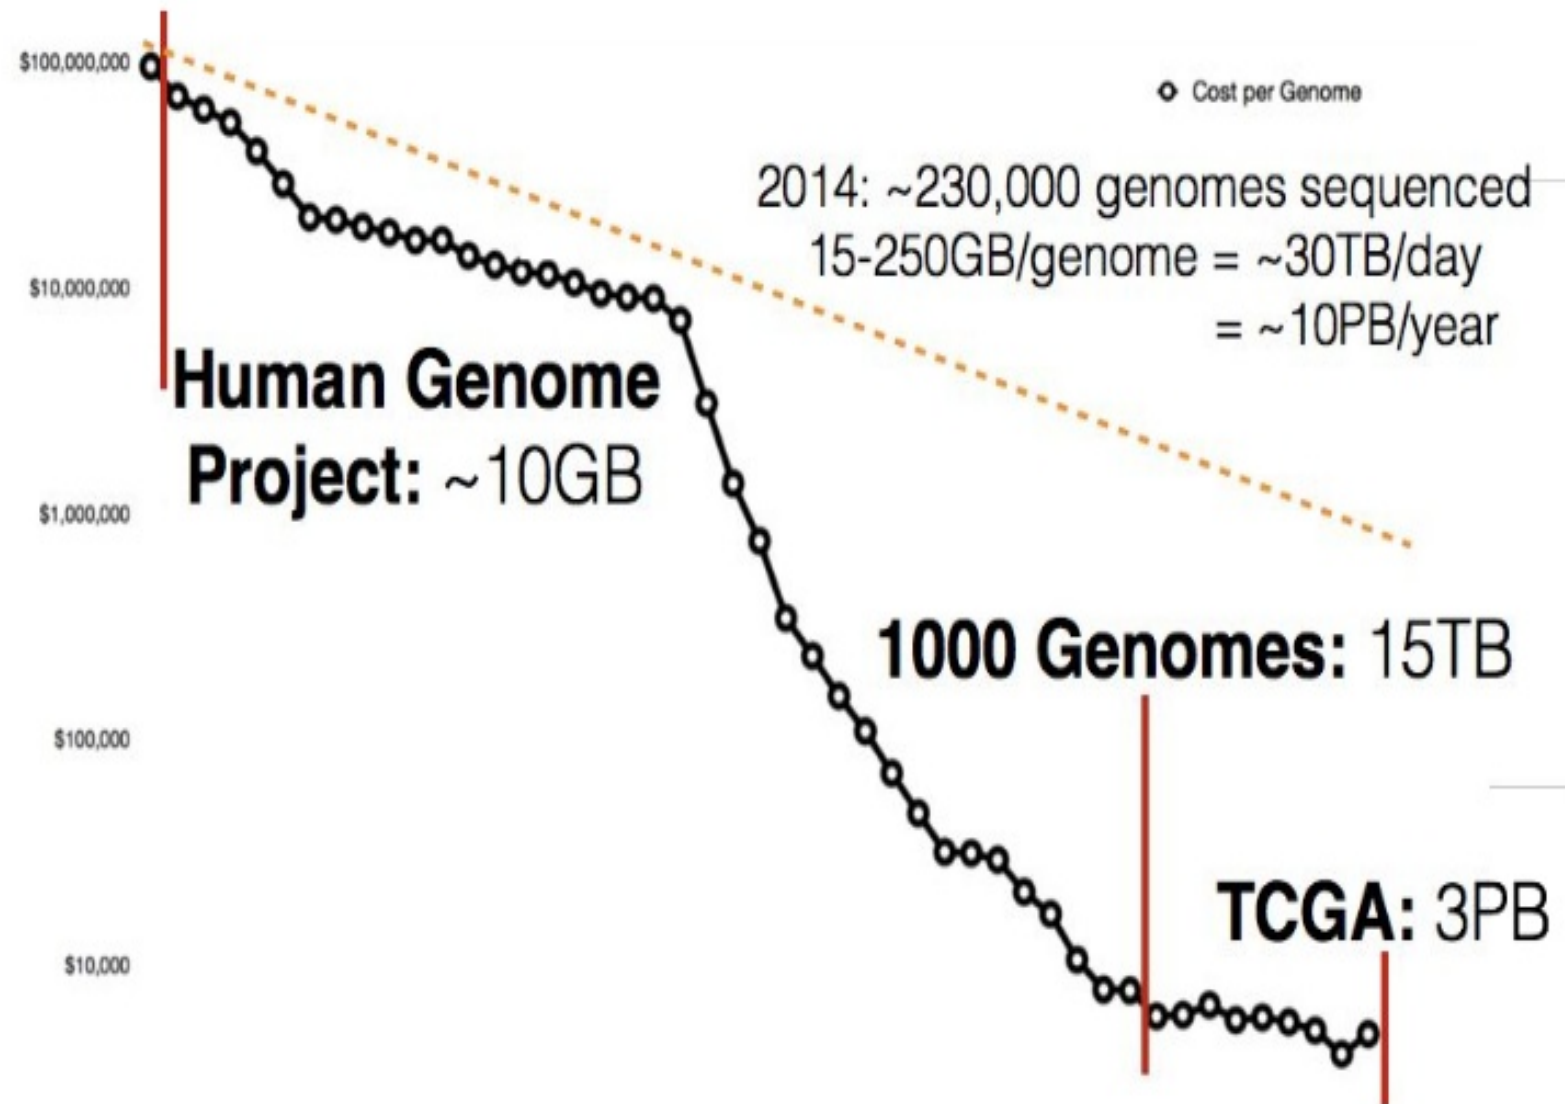 $100,000,000
Cost per Genome
2014: ~230,000 genomes sequenced
15-250GB/genome = ~30TB/day
= ~10PB/year
$10,000,000
Human Genome
Project: ~10GB
$1,000,000
1000 Genomes: 15TB
$100,000
TCGA: 3PB
$10,000